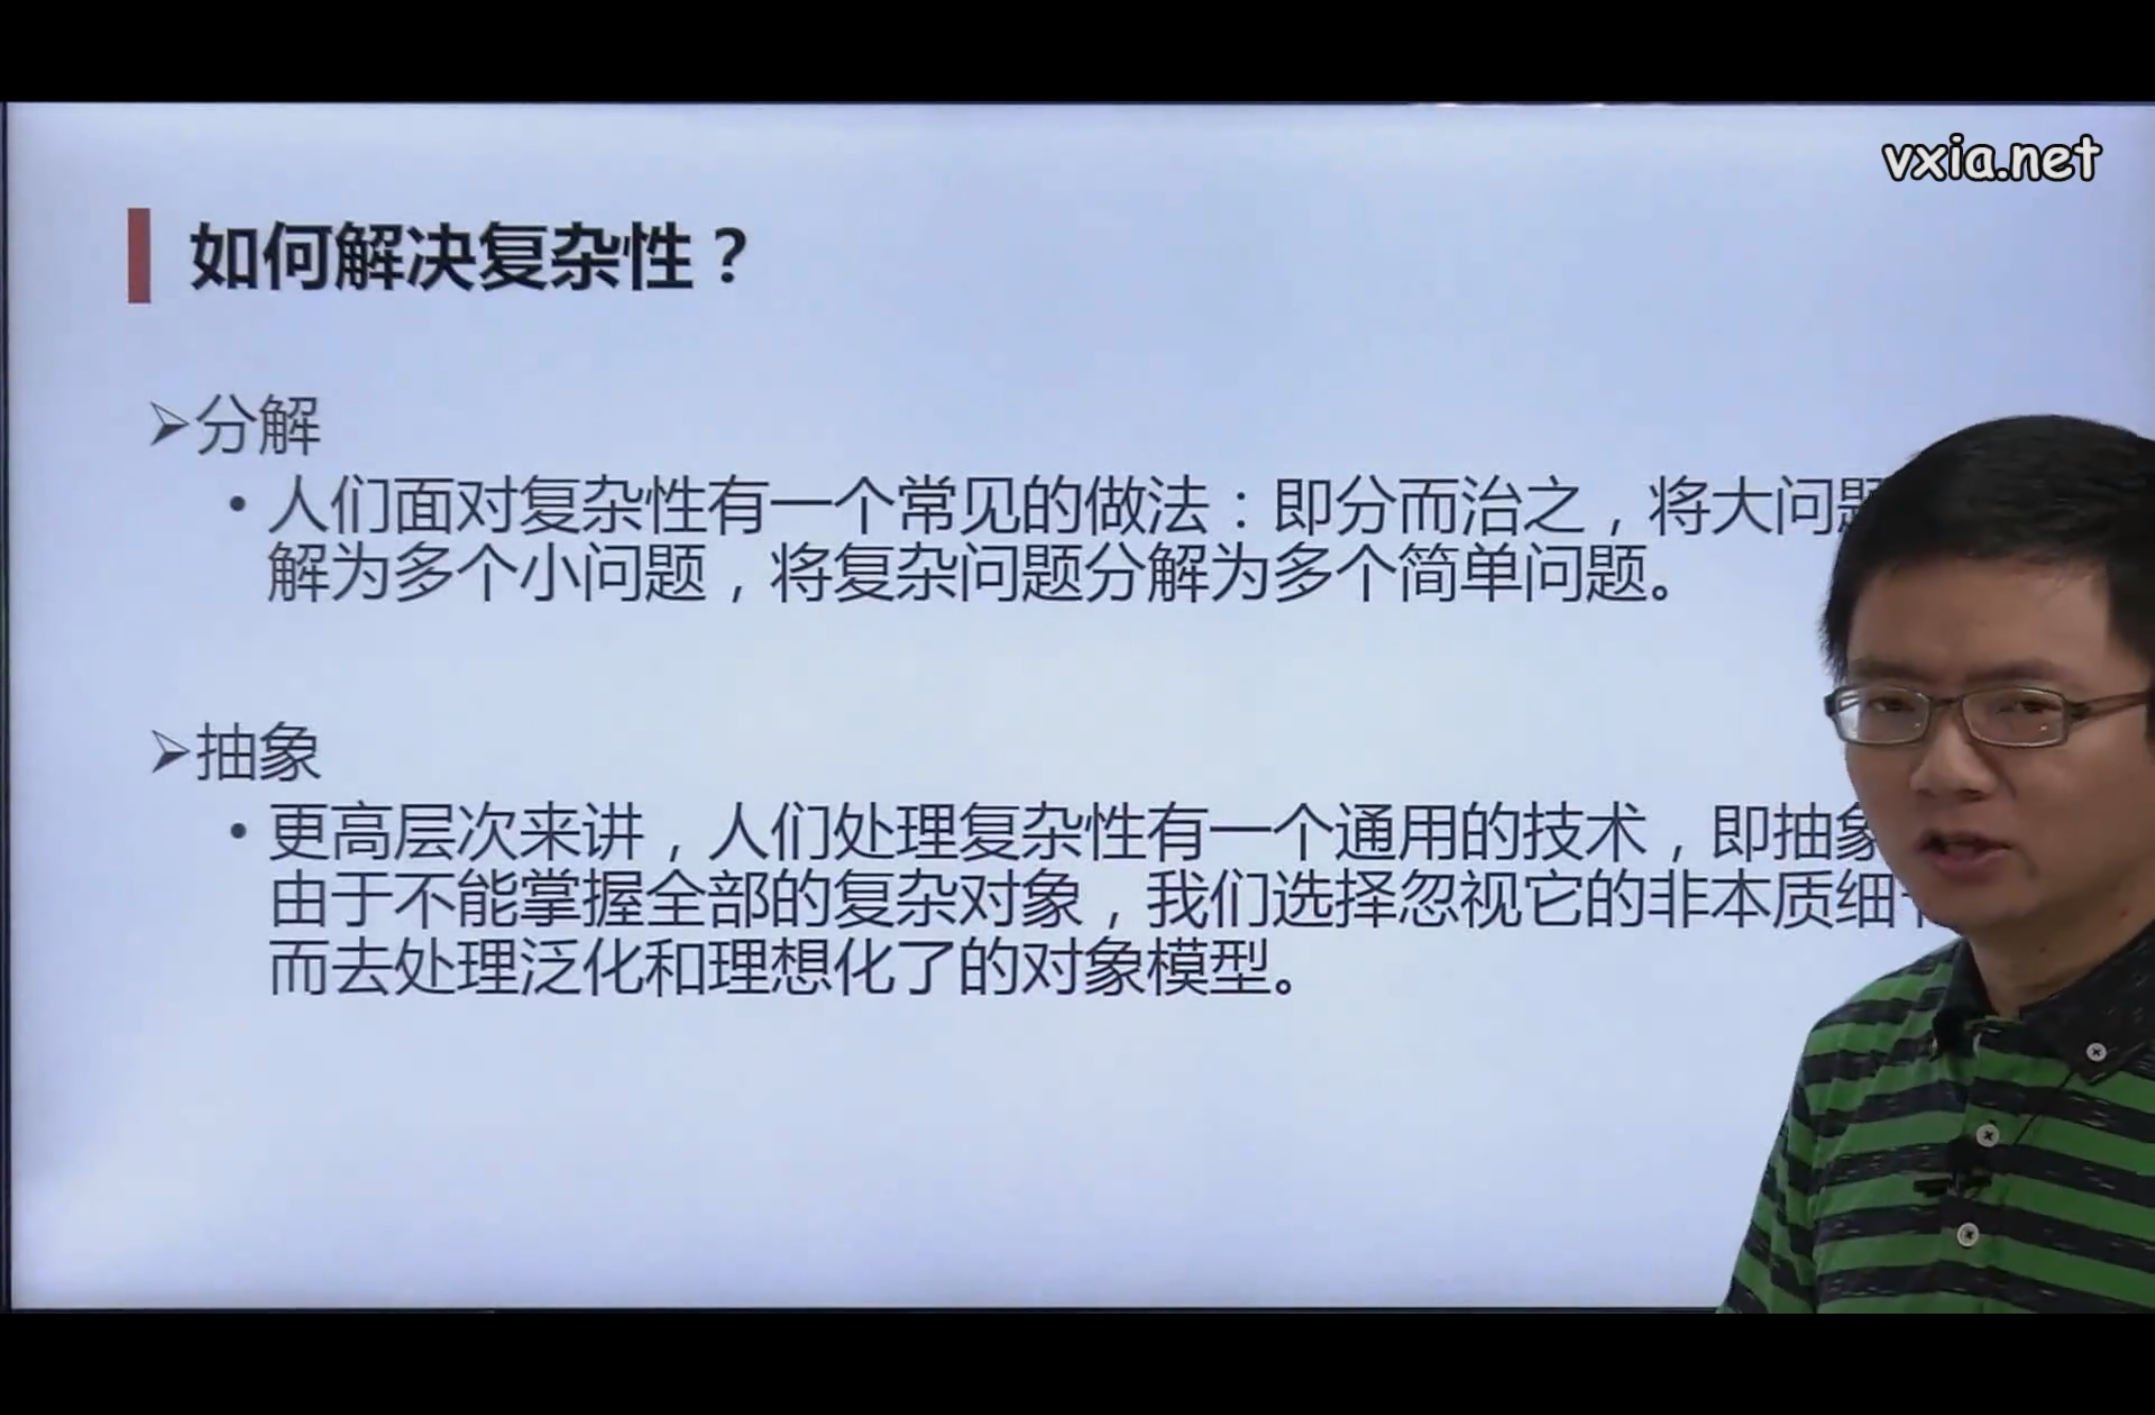 vxia.net
如何解决复杂性？
➢分解
• 人们面对复杂性有一个常见的做法：即分而治之，将大问题
解为多个小问题，将复杂问题分解为多个简单问题。
➢抽象
• 更高层次来讲，人们处理复杂性有一个通用的技术，即抽象
由于不能掌握全部的复杂对象，我们选择忽视它的非本质细
而去处理泛化和理想化了的对象模型。